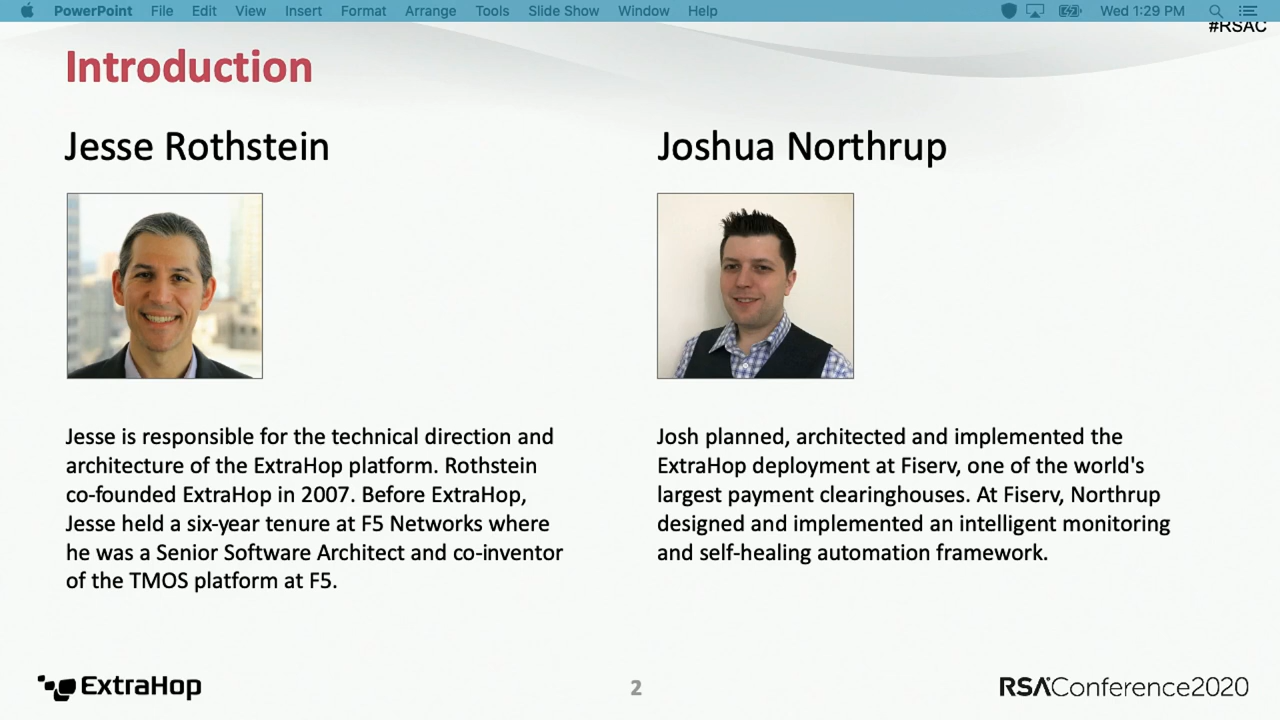 PowerPoint File Edit View Insert Format Arrange Tools Slide Show Window Help Wed 1:29 PM
#RSAC
Introduction
Jesse Rothstein
Joshua Northrup
Jesse is responsible for the technical direction and
architecture of the ExtraHop platform. Rothstein
co-founded ExtraHop in 2007. Before ExtraHop,
Jesse held a six-year tenure at F5 Networks where
he was a Senior Software Architect and co-inventor
of the TMOS platform at F5.
Josh planned, architected and implemented the
ExtraHop deployment at Fiserv, one of the world's
largest payment clearinghouses. At Fiserv, Northrup
designed and implemented an intelligent monitoring
and self-healing automation framework.
ExtraHop
2
RSAConference2020